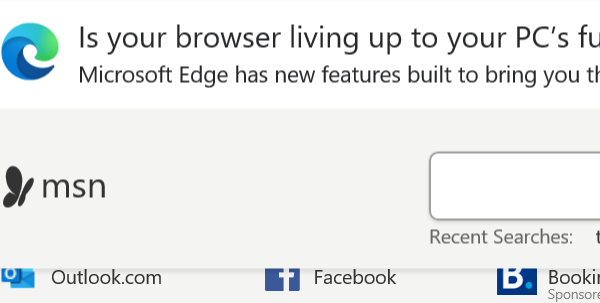 Is your browser living up to your PC's fu
Microsoft Edge has new features built to bring you th
msn
Recent Searches: t
Outlook.com Facebook Bookin
Sponsore